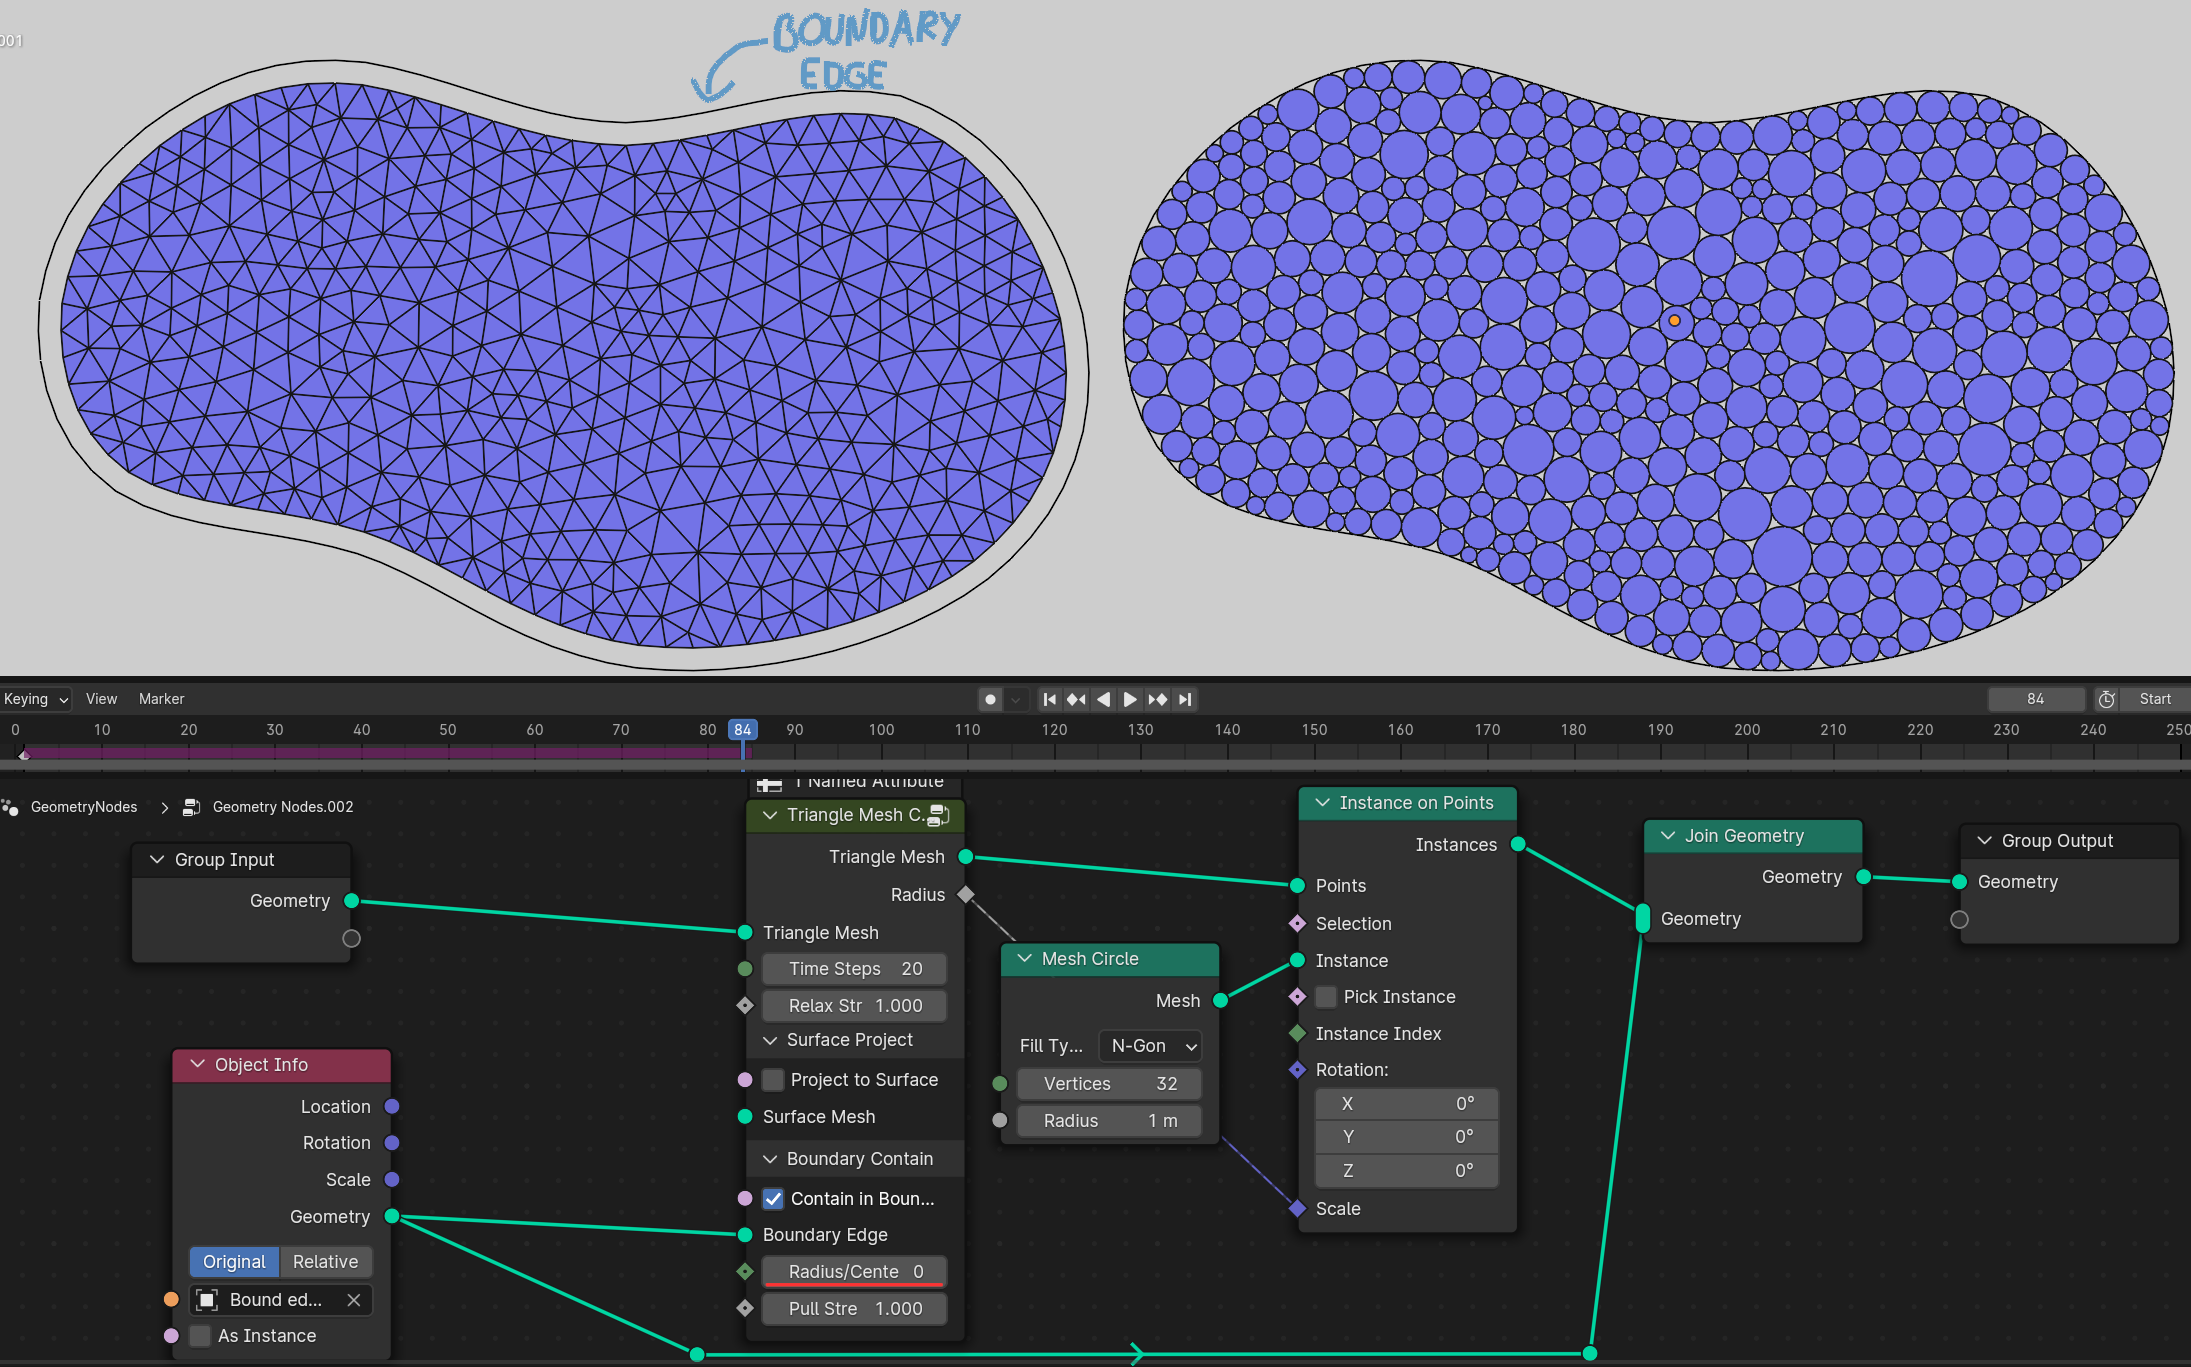 001
BOUNDARY
EDGE
Keying View Marker 84 Start
0 10 20 30 40 50 60 70 80 84 90 100 110 120 130 140 150 160 170 180 190 200 210 220 230 240 250
GeometryNodes > Geometry Nodes.002
Group Input
Geometry
Object Info
Location
Rotation
Scale
Geometry
Original Relative
Bound ed...
As Instance
1 Named Attribute
Triangle Mesh C...
Triangle Mesh
Radius
Triangle Mesh
Time Steps 20
Relax Str 1.000
Surface Project
Project to Surface
Surface Mesh
Boundary Contain
Contain in Boun...
Boundary Edge
Radius/Cente 0
Pull Stre 1.000
Mesh Circle
Mesh
Fill Ty... N-Gon
Vertices 32
Radius 1 m
Instance on Points
Instances
Points
Selection
Instance
Pick Instance
Instance Index
Rotation:
X 0°
Y 0°
Z 0°
Scale
Join Geometry
Geometry
Geometry
Group Output
Geometry